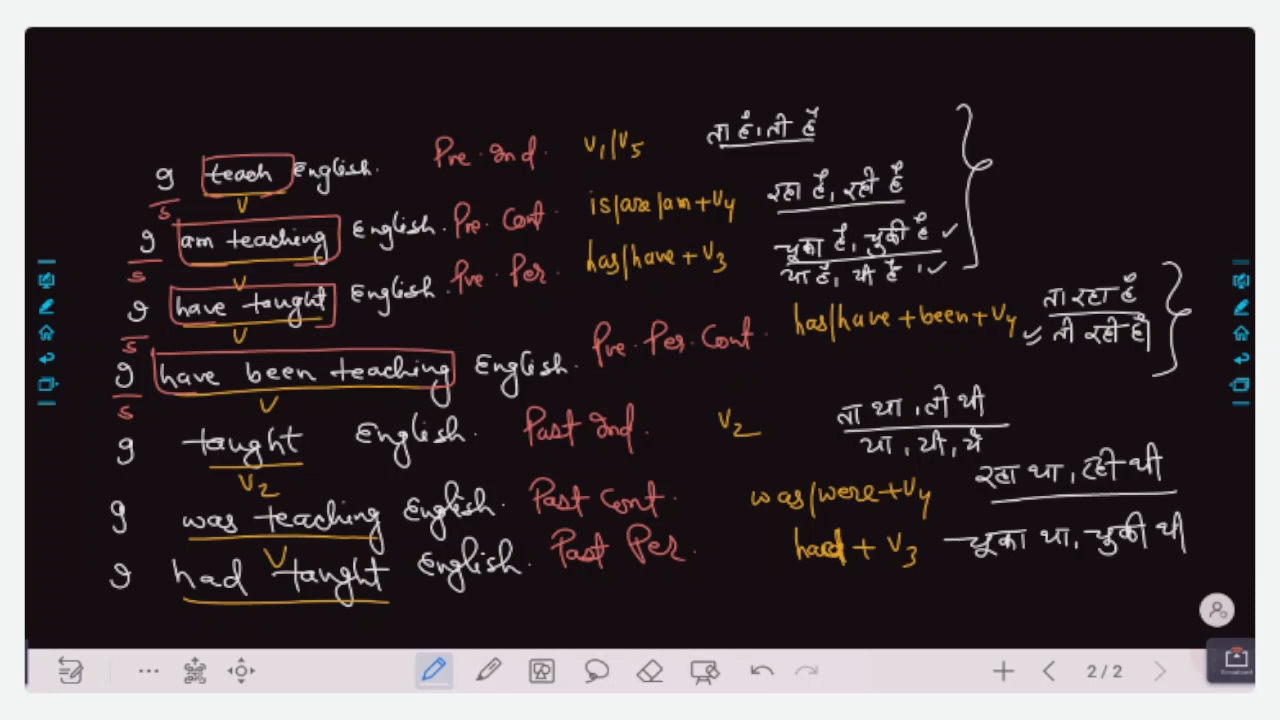 I teach English. Pre. Ind. V1/V5 ता हैं, ती हैं
S V
I am teaching English. Pre. Cont. is/are/am + V4 रहा है, रही है
S V
I have taught English. Pre. Per. has/have + V3 चूका है, चुकी है ✓
या है, यी है, ✓
S V
I have been teaching English. Pre. Per. Cont. has/have + been + V4 ता रहा है
✓ ती रही है
S V
I taught English. Past Ind. V2 ता था, ती थी
या, यी, ये
V2
I was teaching English. Past Cont. was/were + V4 रहा था, रही थी
V
I had taught English. Past Per. had + V3 चूका था, चुकी थी
2/2